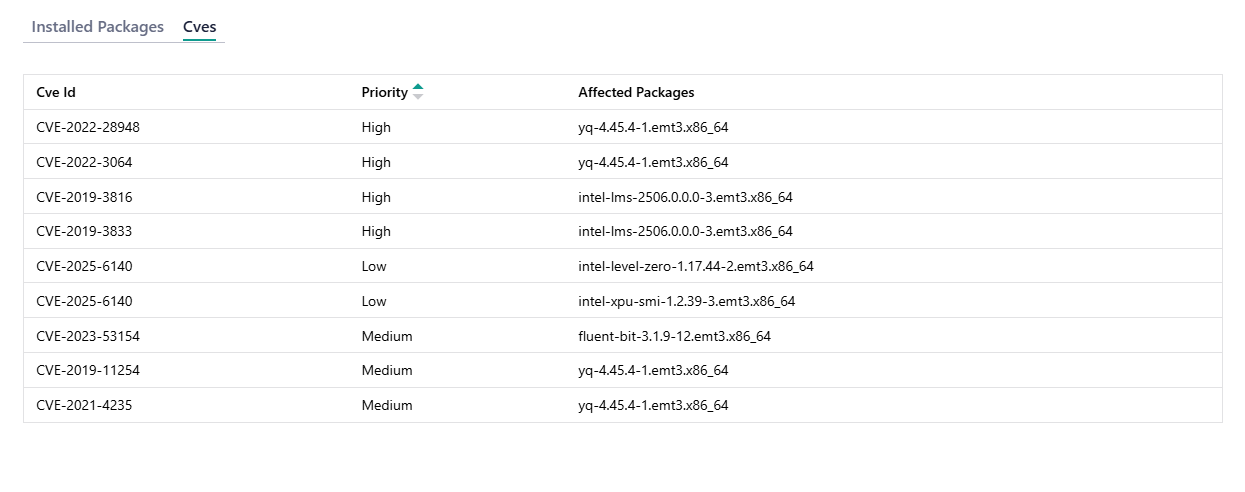 Installed Packages Cves
Cve Id Priority Affected Packages
CVE-2022-28948 High yq-4.45.4-1.emt3.x86_64
CVE-2022-3064 High yq-4.45.4-1.emt3.x86_64
CVE-2019-3816 High intel-lms-2506.0.0.0-3.emt3.x86_64
CVE-2019-3833 High intel-lms-2506.0.0.0-3.emt3.x86_64
CVE-2025-6140 Low intel-level-zero-1.17.44-2.emt3.x86_64
CVE-2025-6140 Low intel-xpu-smi-1.2.39-3.emt3.x86_64
CVE-2023-53154 Medium fluent-bit-3.1.9-12.emt3.x86_64
CVE-2019-11254 Medium yq-4.45.4-1.emt3.x86_64
CVE-2021-4235 Medium yq-4.45.4-1.emt3.x86_64